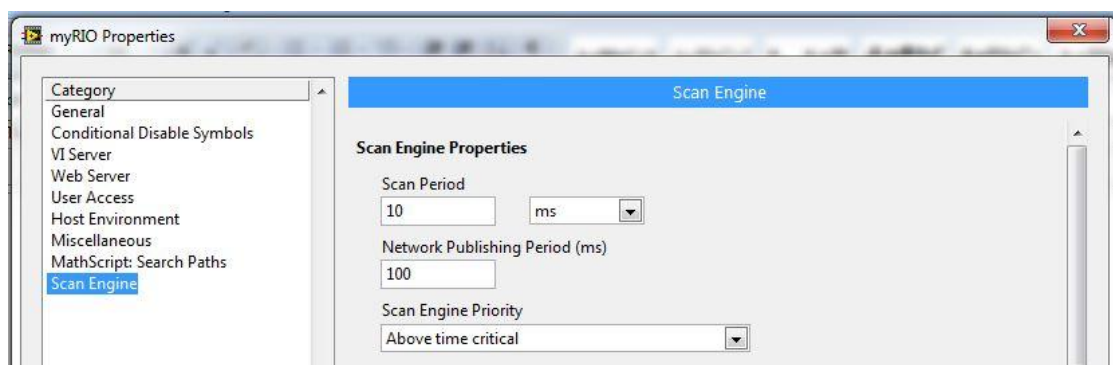 myRIO Properties
Category
General
Conditional Disable Symbols
VI Server
Web Server
User Access
Host Environment
Miscellaneous
MathScript: Search Paths
Scan Engine
Scan Engine
Scan Engine Properties
Scan Period
10 ms
Network Publishing Period (ms)
100
Scan Engine Priority
Above time critical